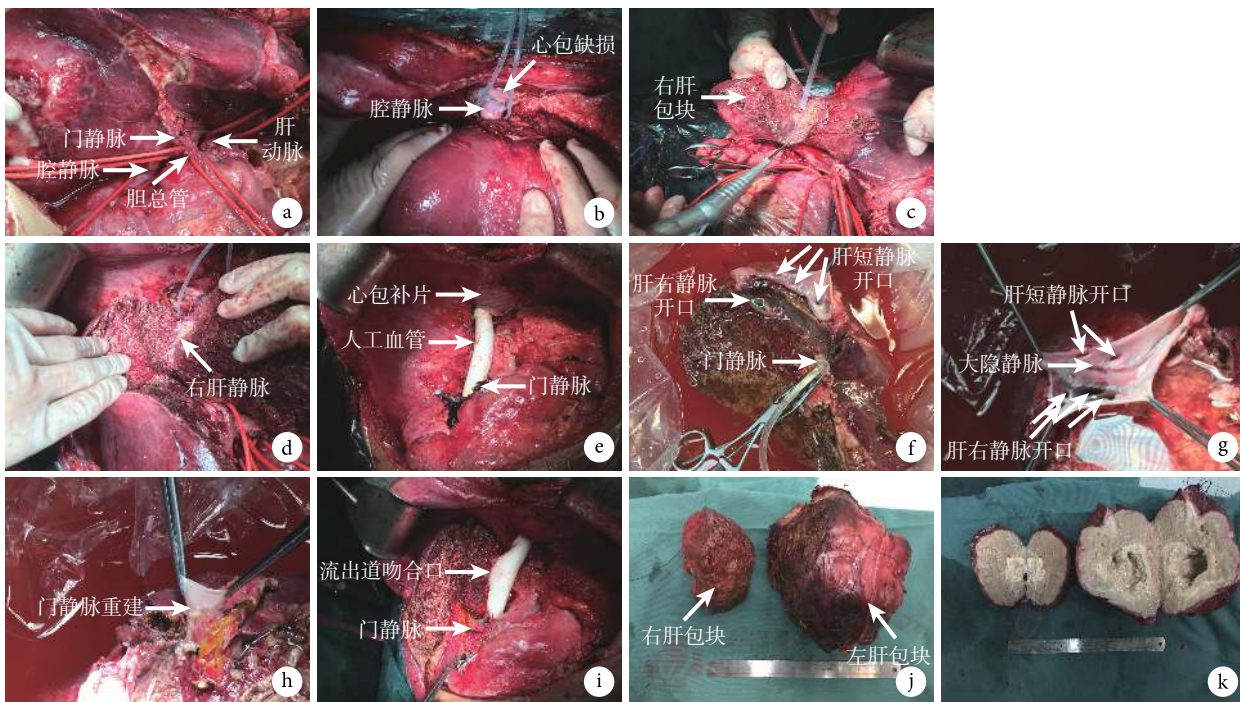 门静脉
腔静脉
胆总管
肝
动脉
a
心包缺损
腔静脉
b
右肝
包块
c
右肝静脉
d
心包补片
人工血管
门静脉
e
肝右静脉
开口
肝短静脉
开口
门静脉
f
肝短静脉开口
大隐静脉
肝右静脉开口
g
门静脉重建
h
流出道吻合口
门静脉
i
右肝包块
左肝包块
j
k